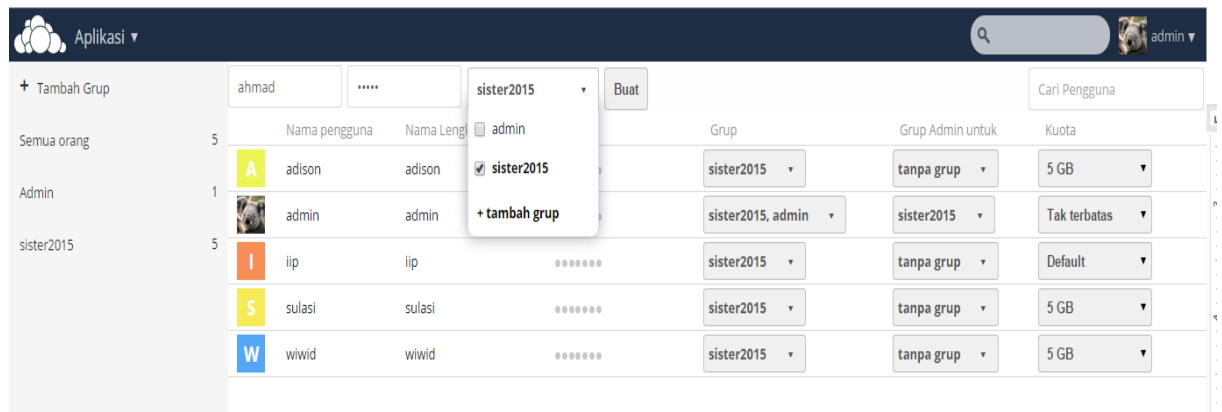 Aplikasi ▾
admin ▾
+ Tambah Grup
Semua orang 5
Admin 1
sister2015 5
ahmad ••••• sister2015 ▾ Buat Cari Pengguna
admin
sister2015
+ tambah grup
Nama pengguna Nama Lengk Grup Grup Admin untuk Kuota
A adison adison sister2015 ▾ tanpa grup ▾ 5 GB ▾
admin admin sister2015, admin ▾ sister2015 ▾ Tak terbatas ▾
I iip iip ●●●●●●● sister2015 ▾ tanpa grup ▾ Default ▾
S sulasi sulasi ●●●●●●● sister2015 ▾ tanpa grup ▾ 5 GB ▾
W wiwid wiwid ●●●●●●● sister2015 ▾ tanpa grup ▾ 5 GB ▾